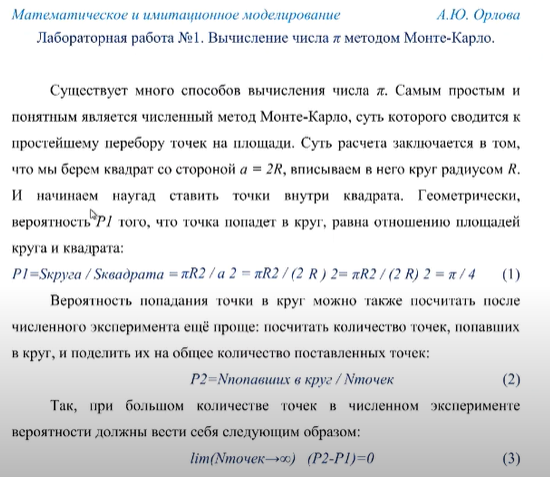 Математическое и имитационное моделирование А.Ю. Орлова
Лабораторная работа №1. Вычисление числа π методом Монте-Карло.
Существует много способов вычисления числа π. Самым простым и
понятным является численный метод Монте-Карло, суть которого сводится к
простейшему перебору точек на площади. Суть расчета заключается в том,
что мы берем квадрат со стороной a = 2R, вписываем в него круг радиусом R.
И начинаем наугад ставить точки внутри квадрата. Геометрически,
вероятность P1 того, что точка попадет в круг, равна отношению площадей
круга и квадрата:
P1=Sкруга / Sквадрата = πR2 / a 2 = πR2 / (2 R ) 2= πR2 / (2 R) 2 = π / 4 (1)
Вероятность попадания точки в круг можно также посчитать после
численного эксперимента ещё проще: посчитать количество точек, попавших
в круг, и поделить их на общее количество поставленных точек:
P2=Nпопавших в круг / Nточек (2)
Так, при большом количестве точек в численном эксперименте
вероятности должны вести себя следующим образом:
lim(Nточек→∞) (P2-P1)=0 (3)